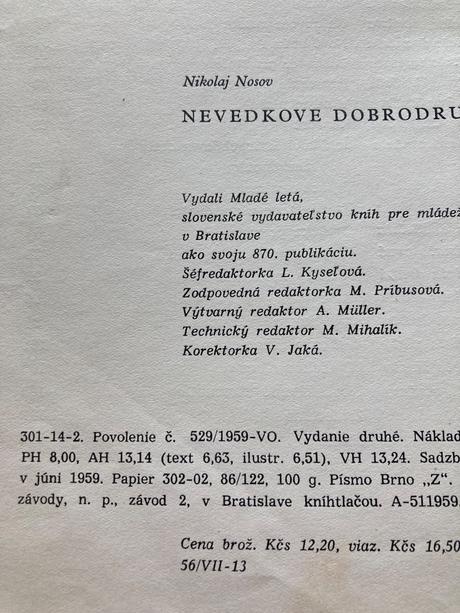 Nikolaj Nosov
NEVEDKOVE DOBRODRU
Vydali Mladé letá,
slovenské vydavateľstvo kníh pre mládež
v Bratislave
ako svoju 870. publikáciu.
Šéfredaktorka L. Kyseľová.
Zodpovedná redaktorka M. Príbusová.
Výtvarný redaktor A. Müller.
Technický redaktor M. Mihalík.
Korektorka V. Jaká.
301-14-2. Povolenie č. 529/1959-VO. Vydanie druhé. Náklad
PH 8,00, AH 13,14 (text 6,63, ilustr. 6,51), VH 13,24. Sadzb
v júni 1959. Papier 302-02, 86/122, 100 g. Písmo Brno „Z".
závody, n. p., závod 2, v Bratislave kníhtlačou. A-511959.
Cena brož. Kčs 12,20, viaz. Kčs 16,50
56/VII-13